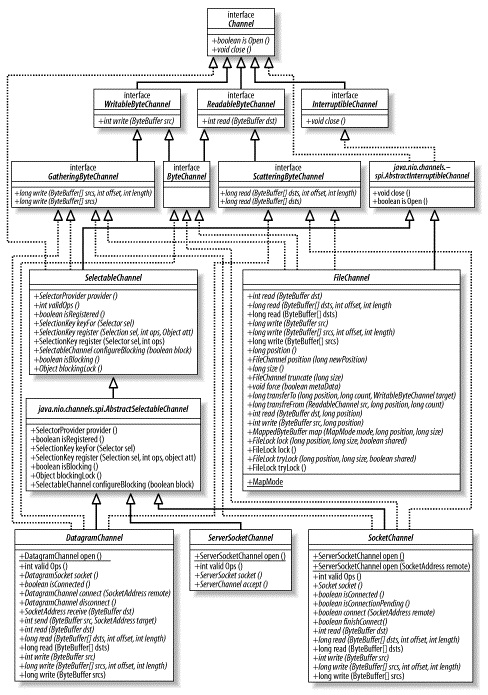 interface
Channel
+boolean is Open ()
+void close ()
interface
WritableByteChannel
+int write (ByteBuffer src)
interface
ReadableByteChannel
+int read (ByteBuffer dst)
interface
InterruptibleChannel
+void close ()
interface
GatheringByteChannel
+long write (ByteBuffer[] srcs, int offset, int length)
+long write (ByteBuffer[] srcs)
interface
ByteChannel
interface
ScatteringByteChannel
+long read (ByteBuffer[] dsts, int offset, int length)
+long read (ByteBuffer[] dsts)
java.nio.channels.–
spi.AbstractInterruptibleChannel
+void close ()
+boolean is Open ()
SelectableChannel
+SelectorProvider provider ()
+int validOps ()
+boolean isRegistered ()
+SelectionKey keyFor (Selector sel)
+SelectionKey register (Selection sel, int ops, Object att)
+SelectionKey register (Selector sel, int ops)
+SelectableChannel configureBlocking (boolean block)
+boolean isBlocking ()
+Object blockingLock ()
FileChannel
+int read (ByteBuffer dst)
+long read (ByteBuffer[] dsts, int offset, int length
+long read (ByteBuffer[] dsts)
+long write (ByteBuffer src)
+long write (ByteBuffer[] srcs, int offset, int length)
+long write (ByteBuffer[] srcs)
+long position ()
+FileChannel position (long newPosition)
+long size ()
+FileChannel truncate (long size)
+void force (boolean metaData)
+long transferTo (long position, long count, WritableByteChannel target)
+long transfreFrom (ReadableChannel src, long position, long count)
+int read (ByteBuffer dst, long position)
+int write (ByteBuffer src, long position)
+MappedByteBuffer map (MapMode node, long position, long size)
+FileLock lock (long position, long size, boolean shared)
+FileLock lock ()
+FileLock tryLock (long position, long size, boolean shared)
+FileLock tryLock ()
+MapMode
java.nio.channels.spi.AbstractSelectableChannel
+SelectorProvider provider ()
+boolean isRegistered ()
+SelectionKey keyFor (Selector sel)
+SelectionKey register (Selection sel, int ops, object att)
+boolean isBlocking ()
+Object blockingLock ()
+SelectableChannel configureBlocking (boolean block)
DatagramChannel
+DatagramChannel open ()
+int valid Ops ()
+DatagramSocket socket ()
+boolean isConnected ()
+DatagramChannel connect (SocketAddress remote)
+DatagramChannel disconnect ()
+SocketAddress receive (ByteBuffer dst)
+int send (ByteBuffer src, SocketAddress target)
+int read (ByteBuffer dst)
+long read (ByteBuffer[] dsts, int offset, int length)
+long read (ByteBuffer[] dsts)
+int write (ByteBuffer src)
+long write (ByteBuffer[] srcs, int offset, int length)
+long write (ByteBuffer srcs)
ServerSocketChannel
+ServerSocketChannel open ()
+int valid Ops ()
+ServerSocket socket ()
+ServerChannel accept ()
SocketChannel
+ServerSocketChannel open ()
+ServerSocketChannel open (SocketAddress remote)
+int valid Ops ()
+Socket socket ()
+boolean isConnected ()
+boolean isConnectionPending ()
+boolean connect (SocketAddress remote)
+boolean finishConnect()
+int read (ByteBuffer dst)
+long read (ByteBuffer[] dsts, int offset, int length)
+long read (ByteBuffer[] dsts)
+int write (ByteBuffer src)
+long write (ByteBuffer[] srcs, int offset, int length)
+long write (ByteBuffer[] srcs)